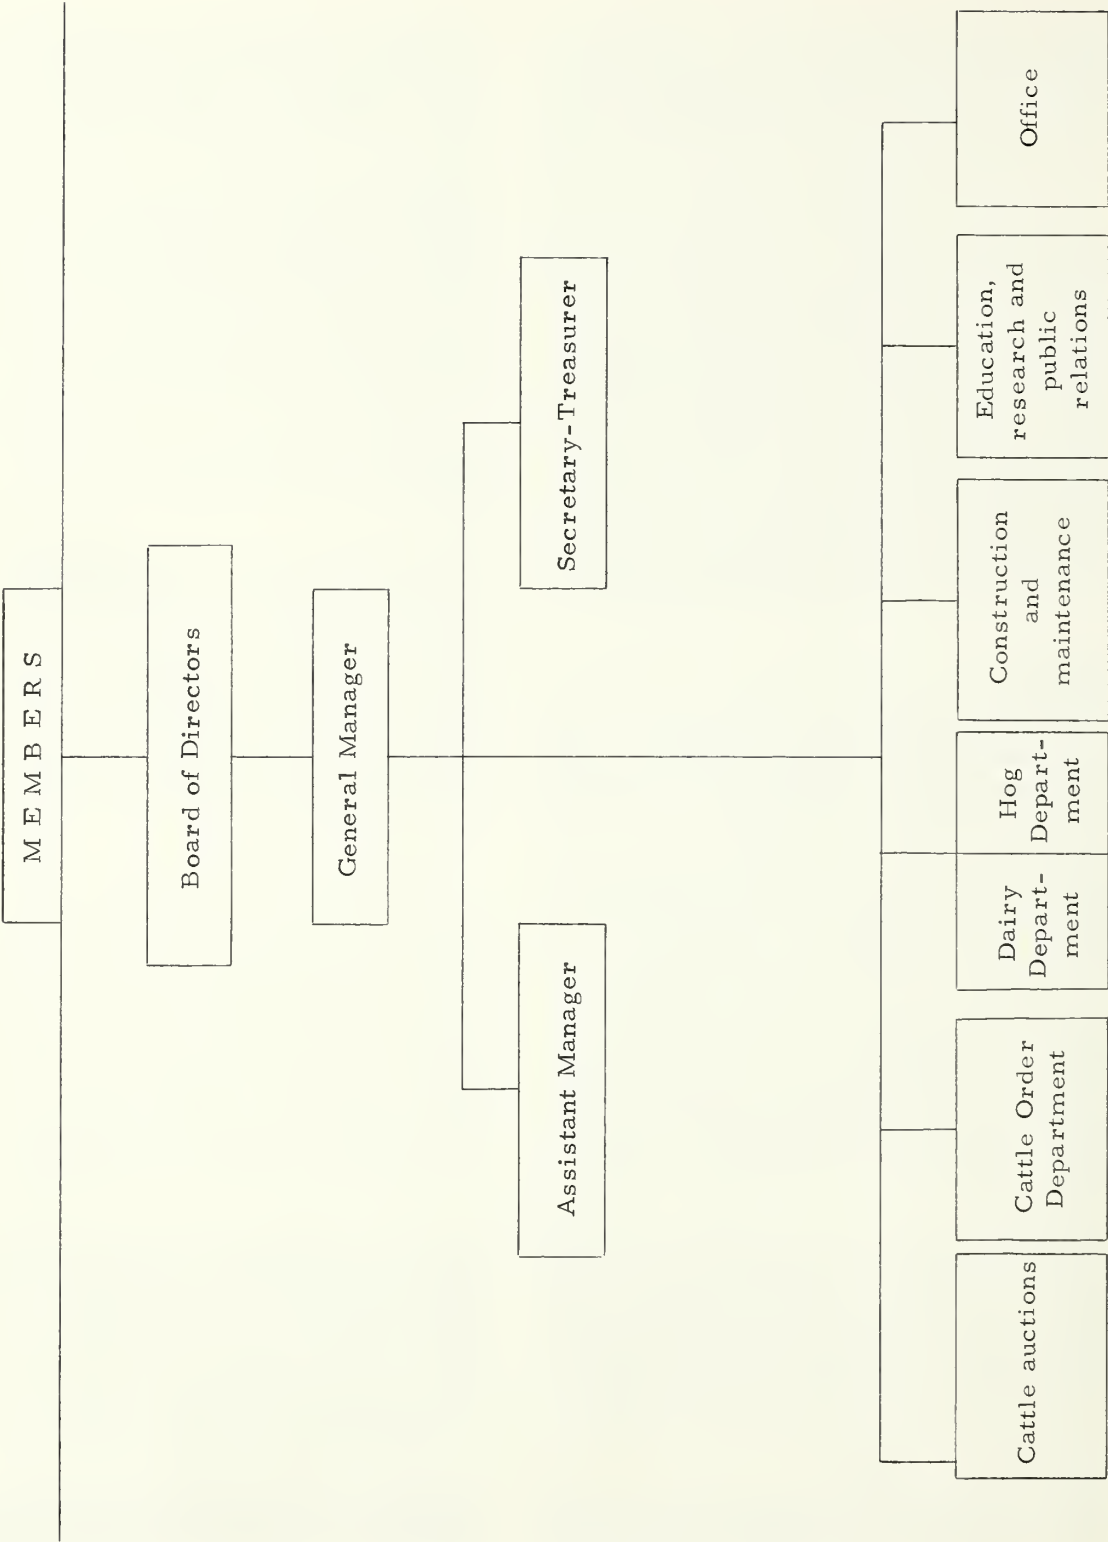 MEMBERS
Board of Directors
General Manager
Assistant Manager
Secretary-Treasurer
Cattle auctions
Cattle Order
Department
Dairy
Depart-
ment
Hog
Depart-
ment
Construction
and
maintenance
Education,
research and
public
relations
Office